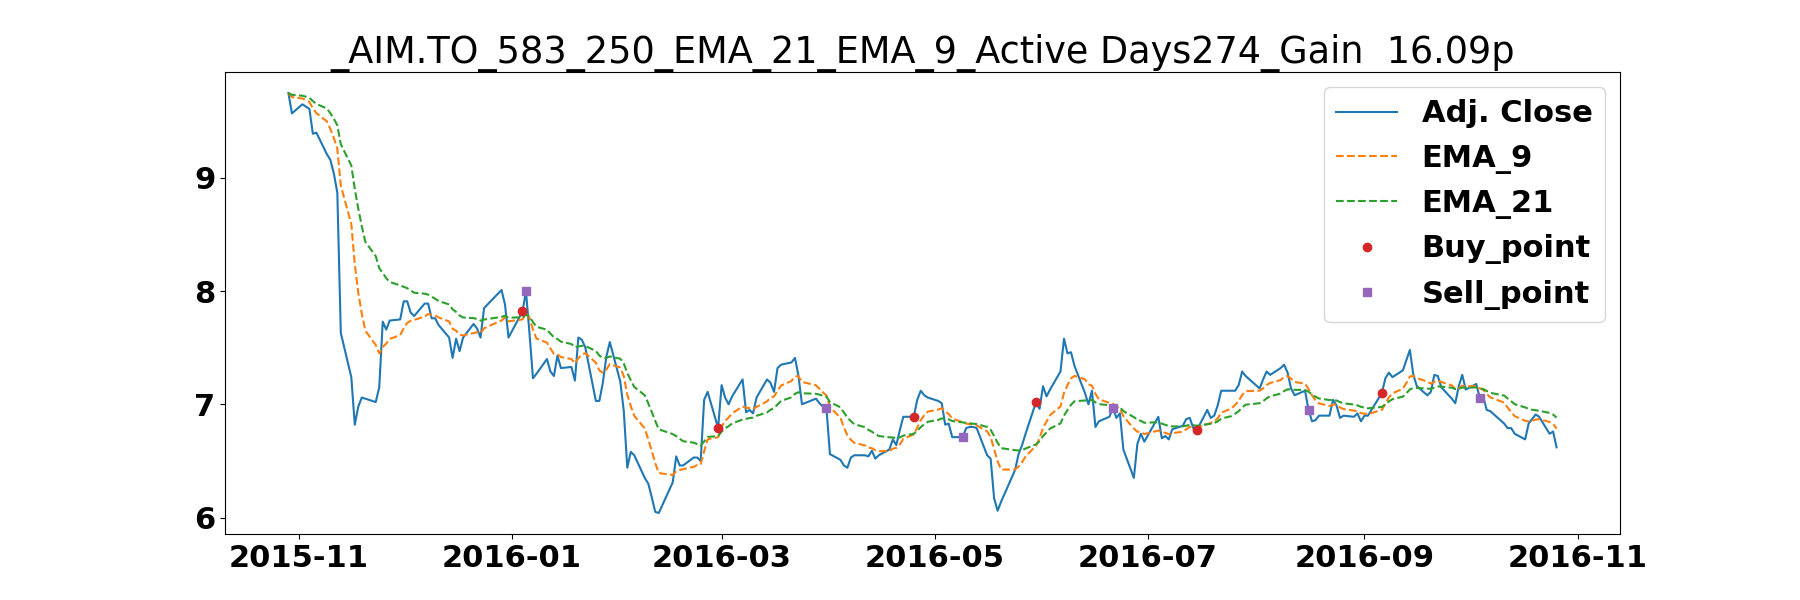 _AIM.TO_583_250_EMA_21_EMA_9_Active Days274_Gain  16.09p
Adj. Close
EMA_9
EMA_21
Buy_point
Sell_point
9
8
7
6
2015-11 2016-01 2016-03 2016-05 2016-07 2016-09 2016-11